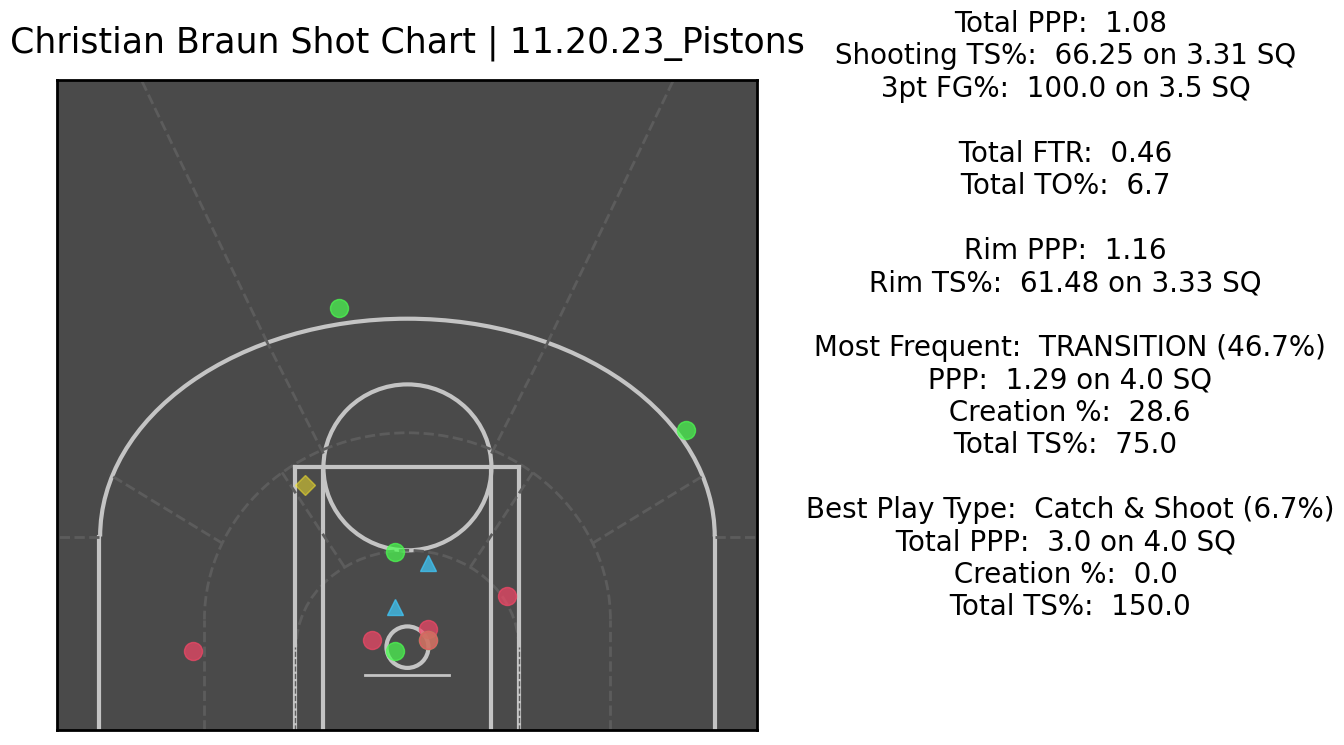 Christian Braun Shot Chart | 11.20.23_Pistons
Total PPP:  1.08
Shooting TS%:  66.25 on 3.31 SQ
3pt FG%:  100.0 on 3.5 SQ
Total FTR:  0.46
Total TO%:  6.7
Rim PPP:  1.16
Rim TS%:  61.48 on 3.33 SQ
Most Frequent:  TRANSITION (46.7%)
PPP:  1.29 on 4.0 SQ
Creation %:  28.6
Total TS%:  75.0
Best Play Type:  Catch & Shoot (6.7%)
Total PPP:  3.0 on 4.0 SQ
Creation %:  0.0
Total TS%:  150.0